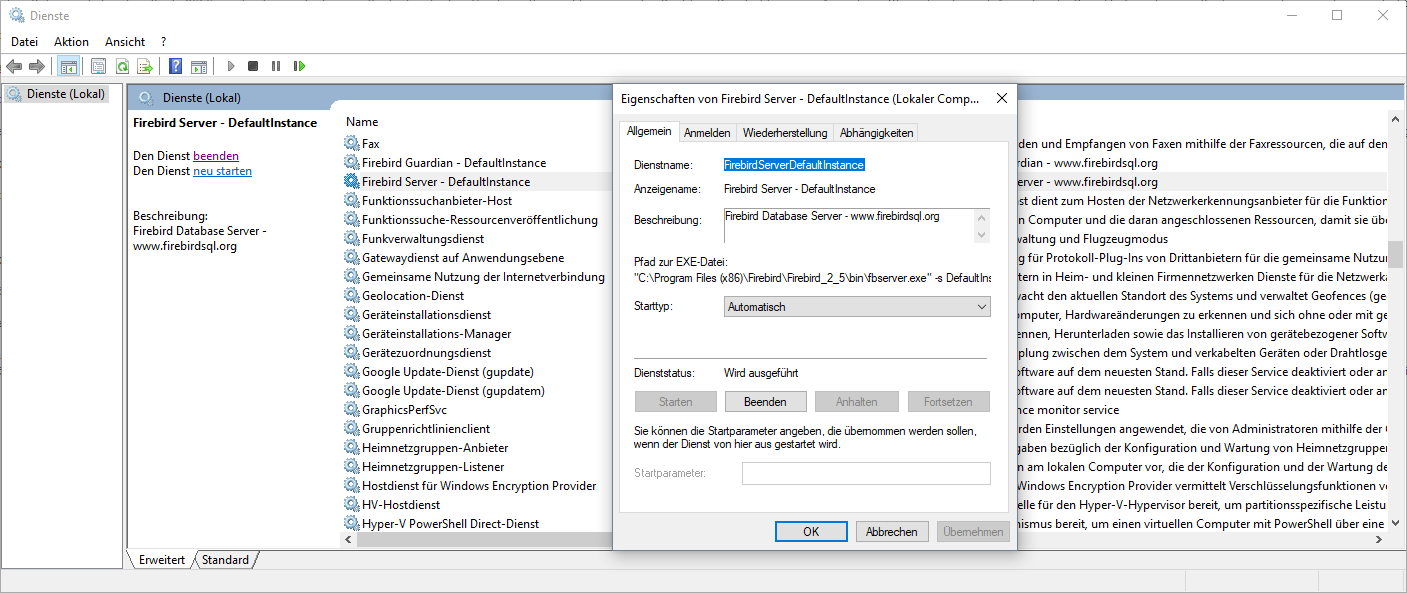 Dienste
Datei Aktion Ansicht ?
Dienste (Lokal)
Dienste (Lokal)
Firebird Server - DefaultInstance
Den Dienst beenden
Den Dienst neu starten
Beschreibung:
Firebird Database Server -
www.firebirdsql.org
Name
Fax
Firebird Guardian - DefaultInstance
Firebird Server - DefaultInstance
Funktionssuchanbieter-Host
Funktionssuche-Ressourcenveröffentlichung
Funkverwaltungsdienst
Gatewaydienst auf Anwendungsebene
Gemeinsame Nutzung der Internetverbindung
Geolocation-Dienst
Geräteinstallationsdienst
Geräteinstallations-Manager
Gerätezuordnungsdienst
Google Update-Dienst (gupdate)
Google Update-Dienst (gupdatem)
GraphicsPerfSvc
Gruppenrichtlinienclient
Heimnetzgruppen-Anbieter
Heimnetzgruppen-Listener
Hostdienst für Windows Encryption Provider
HV-Hostdienst
Hyper-V PowerShell Direct-Dienst
Erweitert Standard
Eigenschaften von Firebird Server - DefaultInstance (Lokaler Comp...
Allgemein Anmelden Wiederherstellung Abhängigkeiten
Dienstname: FirebirdServerDefaultInstance
Anzeigename: Firebird Server - DefaultInstance
Beschreibung: Firebird Database Server - www.firebirdsql.org
Pfad zur EXE-Datei:
"C:\Program Files (x86)\Firebird\Firebird_2_5\bin\fbserver.exe" -s DefaultIns
Starttyp: Automatisch
Dienststatus: Wird ausgeführt
Starten Beenden Anhalten Fortsetzen
Sie können die Startparameter angeben, die übernommen werden sollen,
wenn der Dienst von hier aus gestartet wird.
Startparameter:
OK Abbrechen Übernehmen
den und Empfangen von Faxen mithilfe der Faxressourcen, die auf den
rdian - www.firebirdsql.org
erver - www.firebirdsql.org
st dient zum Hosten der Netzwerkerkennungsanbieter für die Funktion
n Computer und die daran angeschlossenen Ressourcen, damit sie übe
waltung und Flugzeugmodus
g für Protokoll-Plug-Ins von Drittanbietern für die gemeinsame Nutzur
tern in Heim- und kleinen Firmennetzwerken Dienste für die Netzwerka
wacht den aktuellen Standort des Systems und verwaltet Geofences (ge
omputer, Hardwareänderungen zu erkennen und sich ohne oder mit ge
ennen, Herunterladen sowie das Installieren von gerätebezogener Softv
plung zwischen dem System und verkabelten Geräten oder Drahtlosge
oftware auf dem neuesten Stand. Falls dieser Service deaktiviert oder an
oftware auf dem neuesten Stand. Falls dieser Service deaktiviert oder an
nce monitor service
rden Einstellungen angewendet, die von Administratoren mithilfe der
gaben bezüglich der Konfiguration und Wartung von Heimnetzgruppen
n am lokalen Computer vor, die der Konfiguration und der Wartung de
Windows Encryption Provider vermittelt Verschlüsselungsfunktionen v
elle für den Hyper-V-Hypervisor bereit, um partitionsspezifische Leistu
nismus bereit, um einen virtuellen Computer mit PowerShell über eine